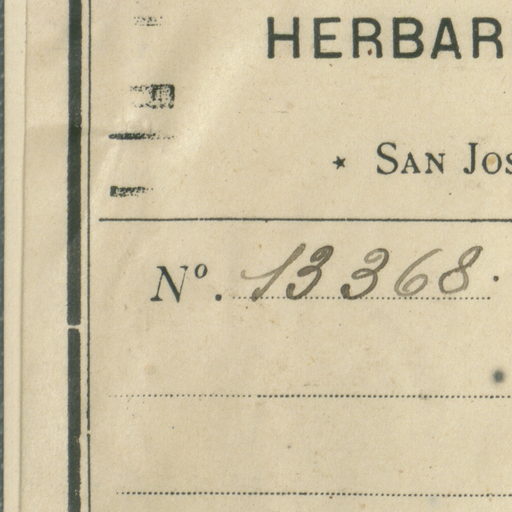 HERBAR
★ SAN JOS
Nº. 13368.